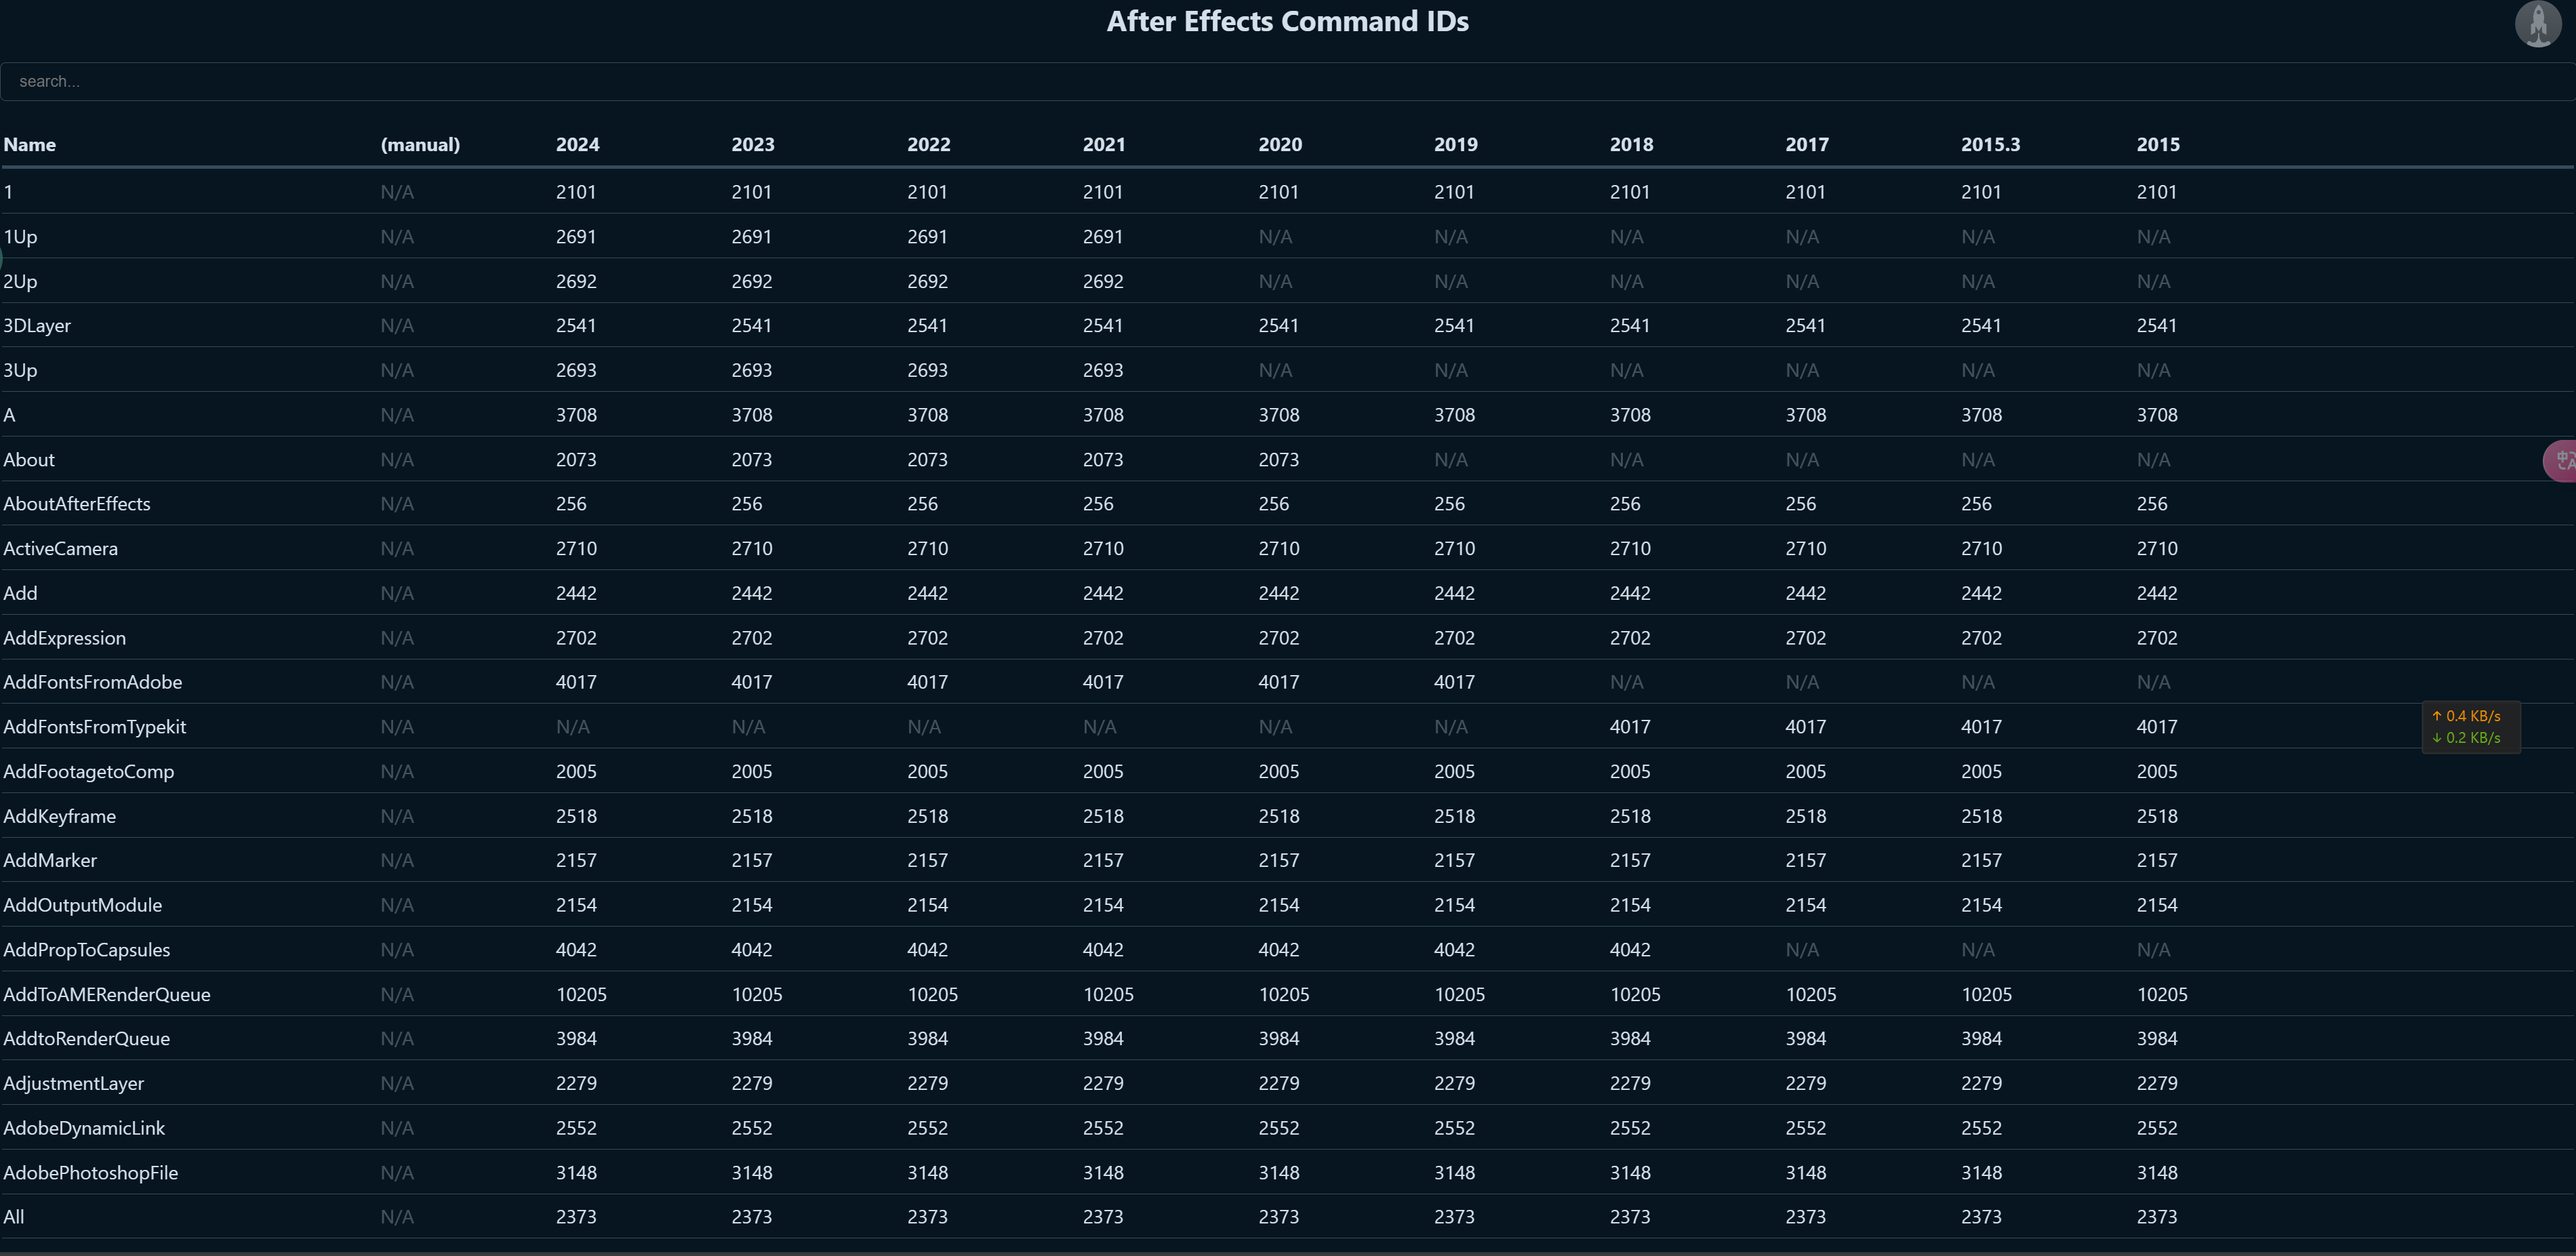 After Effects Command IDs
search...
Name (manual) 2024 2023 2022 2021 2020 2019 2018 2017 2015.3 2015
1 N/A 2101 2101 2101 2101 2101 2101 2101 2101 2101 2101
1Up N/A 2691 2691 2691 2691 N/A N/A N/A N/A N/A N/A
2Up N/A 2692 2692 2692 2692 N/A N/A N/A N/A N/A N/A
3DLayer N/A 2541 2541 2541 2541 2541 2541 2541 2541 2541 2541
3Up N/A 2693 2693 2693 2693 N/A N/A N/A N/A N/A N/A
A N/A 3708 3708 3708 3708 3708 3708 3708 3708 3708 3708
About N/A 2073 2073 2073 2073 2073 N/A N/A N/A N/A N/A
AboutAfterEffects N/A 256 256 256 256 256 256 256 256 256 256
ActiveCamera N/A 2710 2710 2710 2710 2710 2710 2710 2710 2710 2710
Add N/A 2442 2442 2442 2442 2442 2442 2442 2442 2442 2442
AddExpression N/A 2702 2702 2702 2702 2702 2702 2702 2702 2702 2702
AddFontsFromAdobe N/A 4017 4017 4017 4017 4017 4017 N/A N/A N/A N/A
AddFontsFromTypekit N/A N/A N/A N/A N/A N/A N/A 4017 4017 4017 4017
↑ 0.4 KB/s
↓ 0.2 KB/s
AddFootagetoComp N/A 2005 2005 2005 2005 2005 2005 2005 2005 2005 2005
AddKeyframe N/A 2518 2518 2518 2518 2518 2518 2518 2518 2518 2518
AddMarker N/A 2157 2157 2157 2157 2157 2157 2157 2157 2157 2157
AddOutputModule N/A 2154 2154 2154 2154 2154 2154 2154 2154 2154 2154
AddPropToCapsules N/A 4042 4042 4042 4042 4042 4042 4042 N/A N/A N/A
AddToAMERenderQueue N/A 10205 10205 10205 10205 10205 10205 10205 10205 10205 10205
AddtoRenderQueue N/A 3984 3984 3984 3984 3984 3984 3984 3984 3984 3984
AdjustmentLayer N/A 2279 2279 2279 2279 2279 2279 2279 2279 2279 2279
AdobeDynamicLink N/A 2552 2552 2552 2552 2552 2552 2552 2552 2552 2552
AdobePhotoshopFile N/A 3148 3148 3148 3148 3148 3148 3148 3148 3148 3148
All N/A 2373 2373 2373 2373 2373 2373 2373 2373 2373 2373